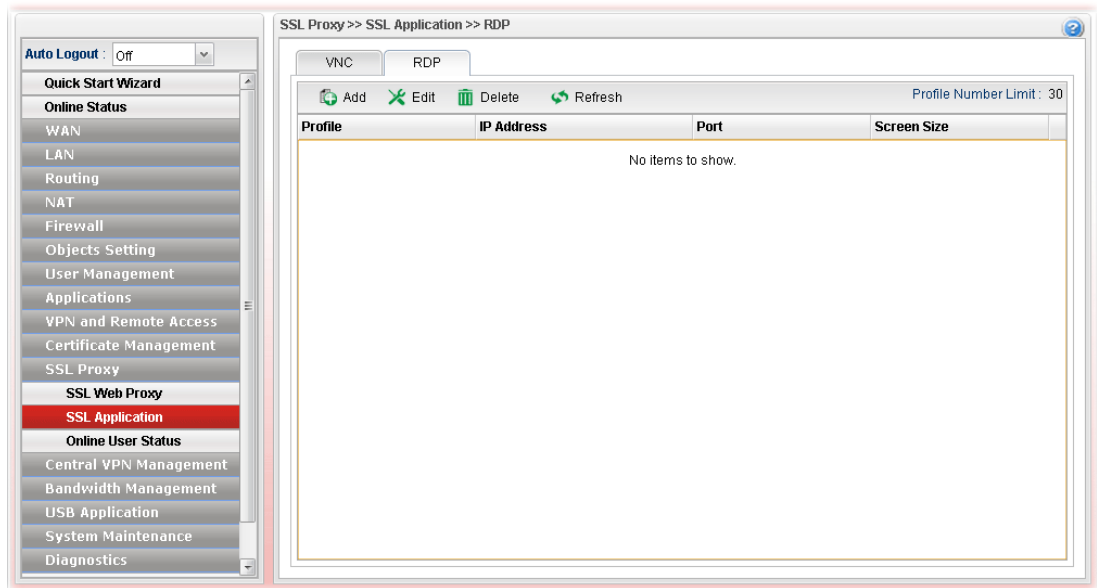 SSL Proxy >> SSL Application >> RDP
Auto Logout : Off
Quick Start Wizard
Online Status
WAN
LAN
Routing
NAT
Firewall
Objects Setting
User Management
Applications
VPN and Remote Access
Certificate Management
SSL Proxy
SSL Web Proxy
SSL Application
Online User Status
Central VPN Management
Bandwidth Management
USB Application
System Maintenance
Diagnostics
VNC RDP
Add Edit Delete Refresh Profile Number Limit : 30
Profile IP Address Port Screen Size
No items to show.